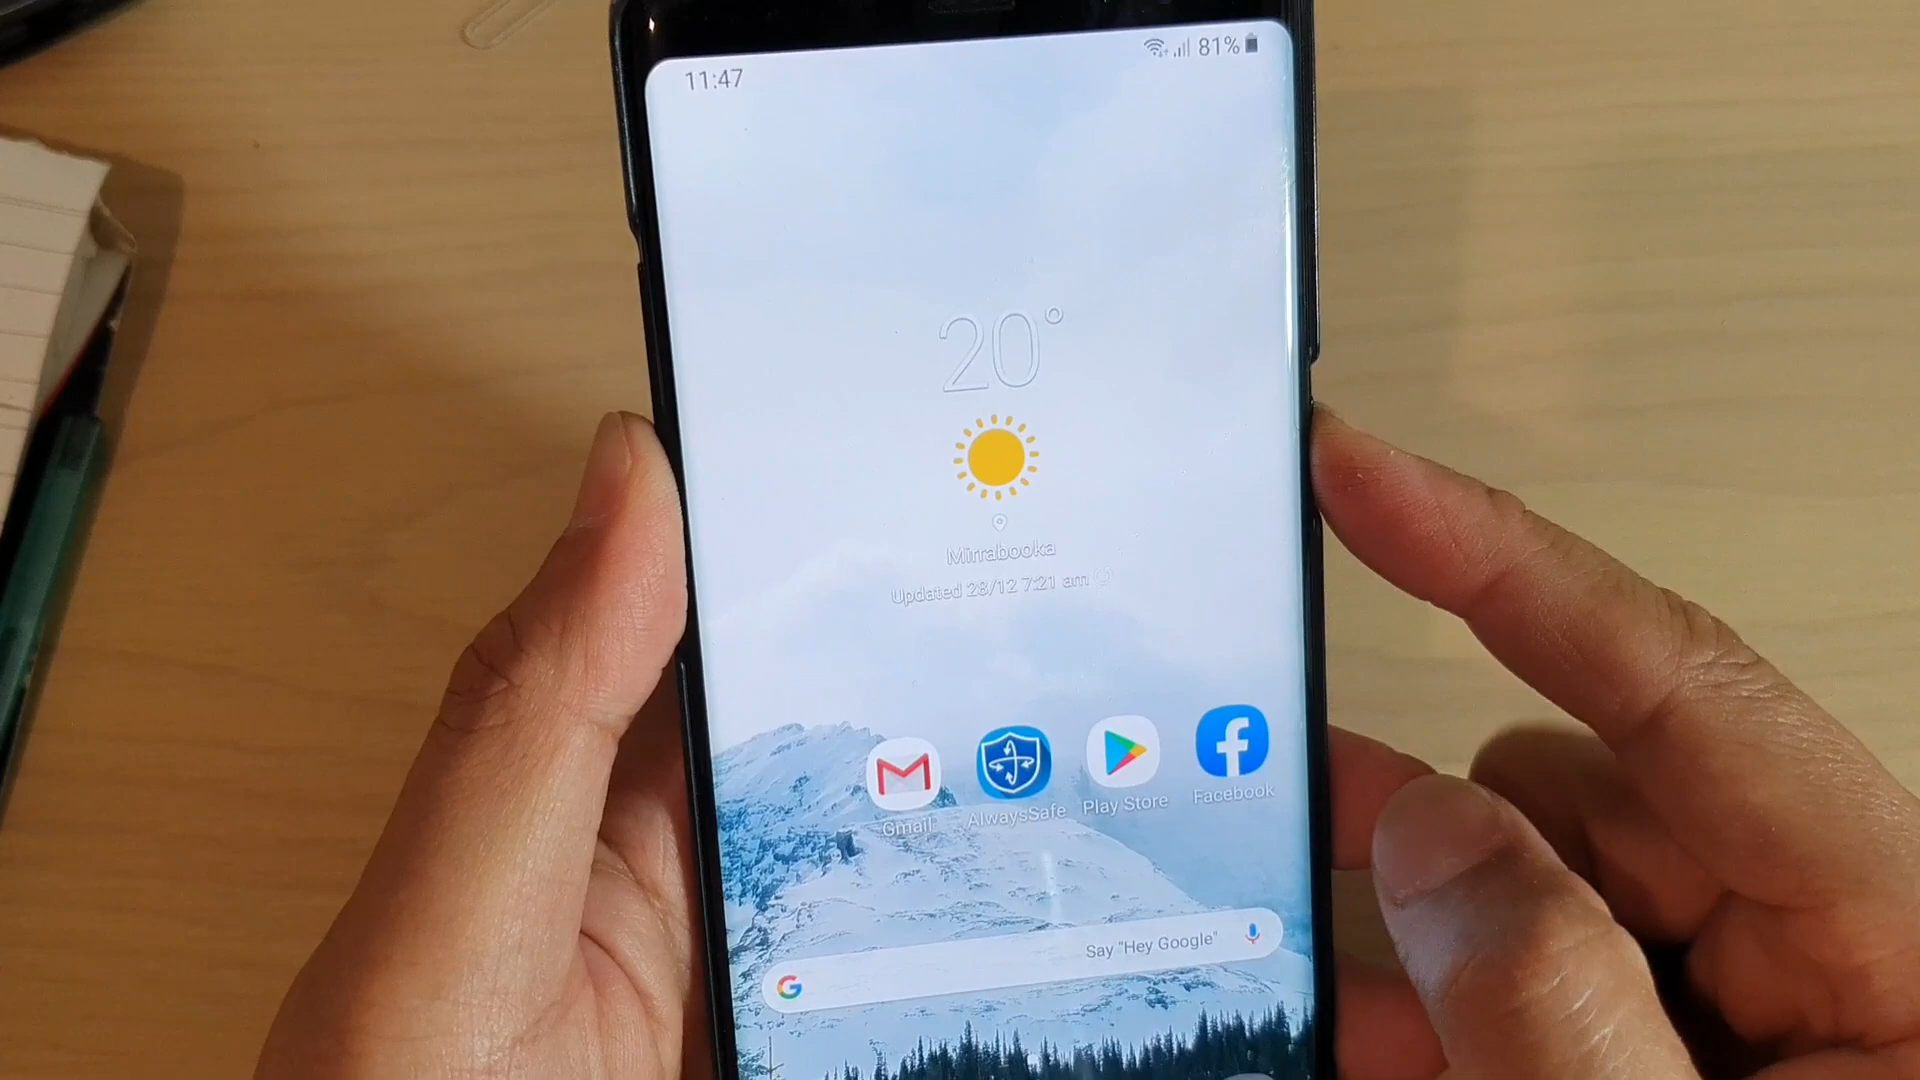 11:47
81%
20°
Mirrabooka
Updated 28/12 7:21 am
Gmail
AlwaysSafe
Play Store
Facebook
Say "Hey Google"